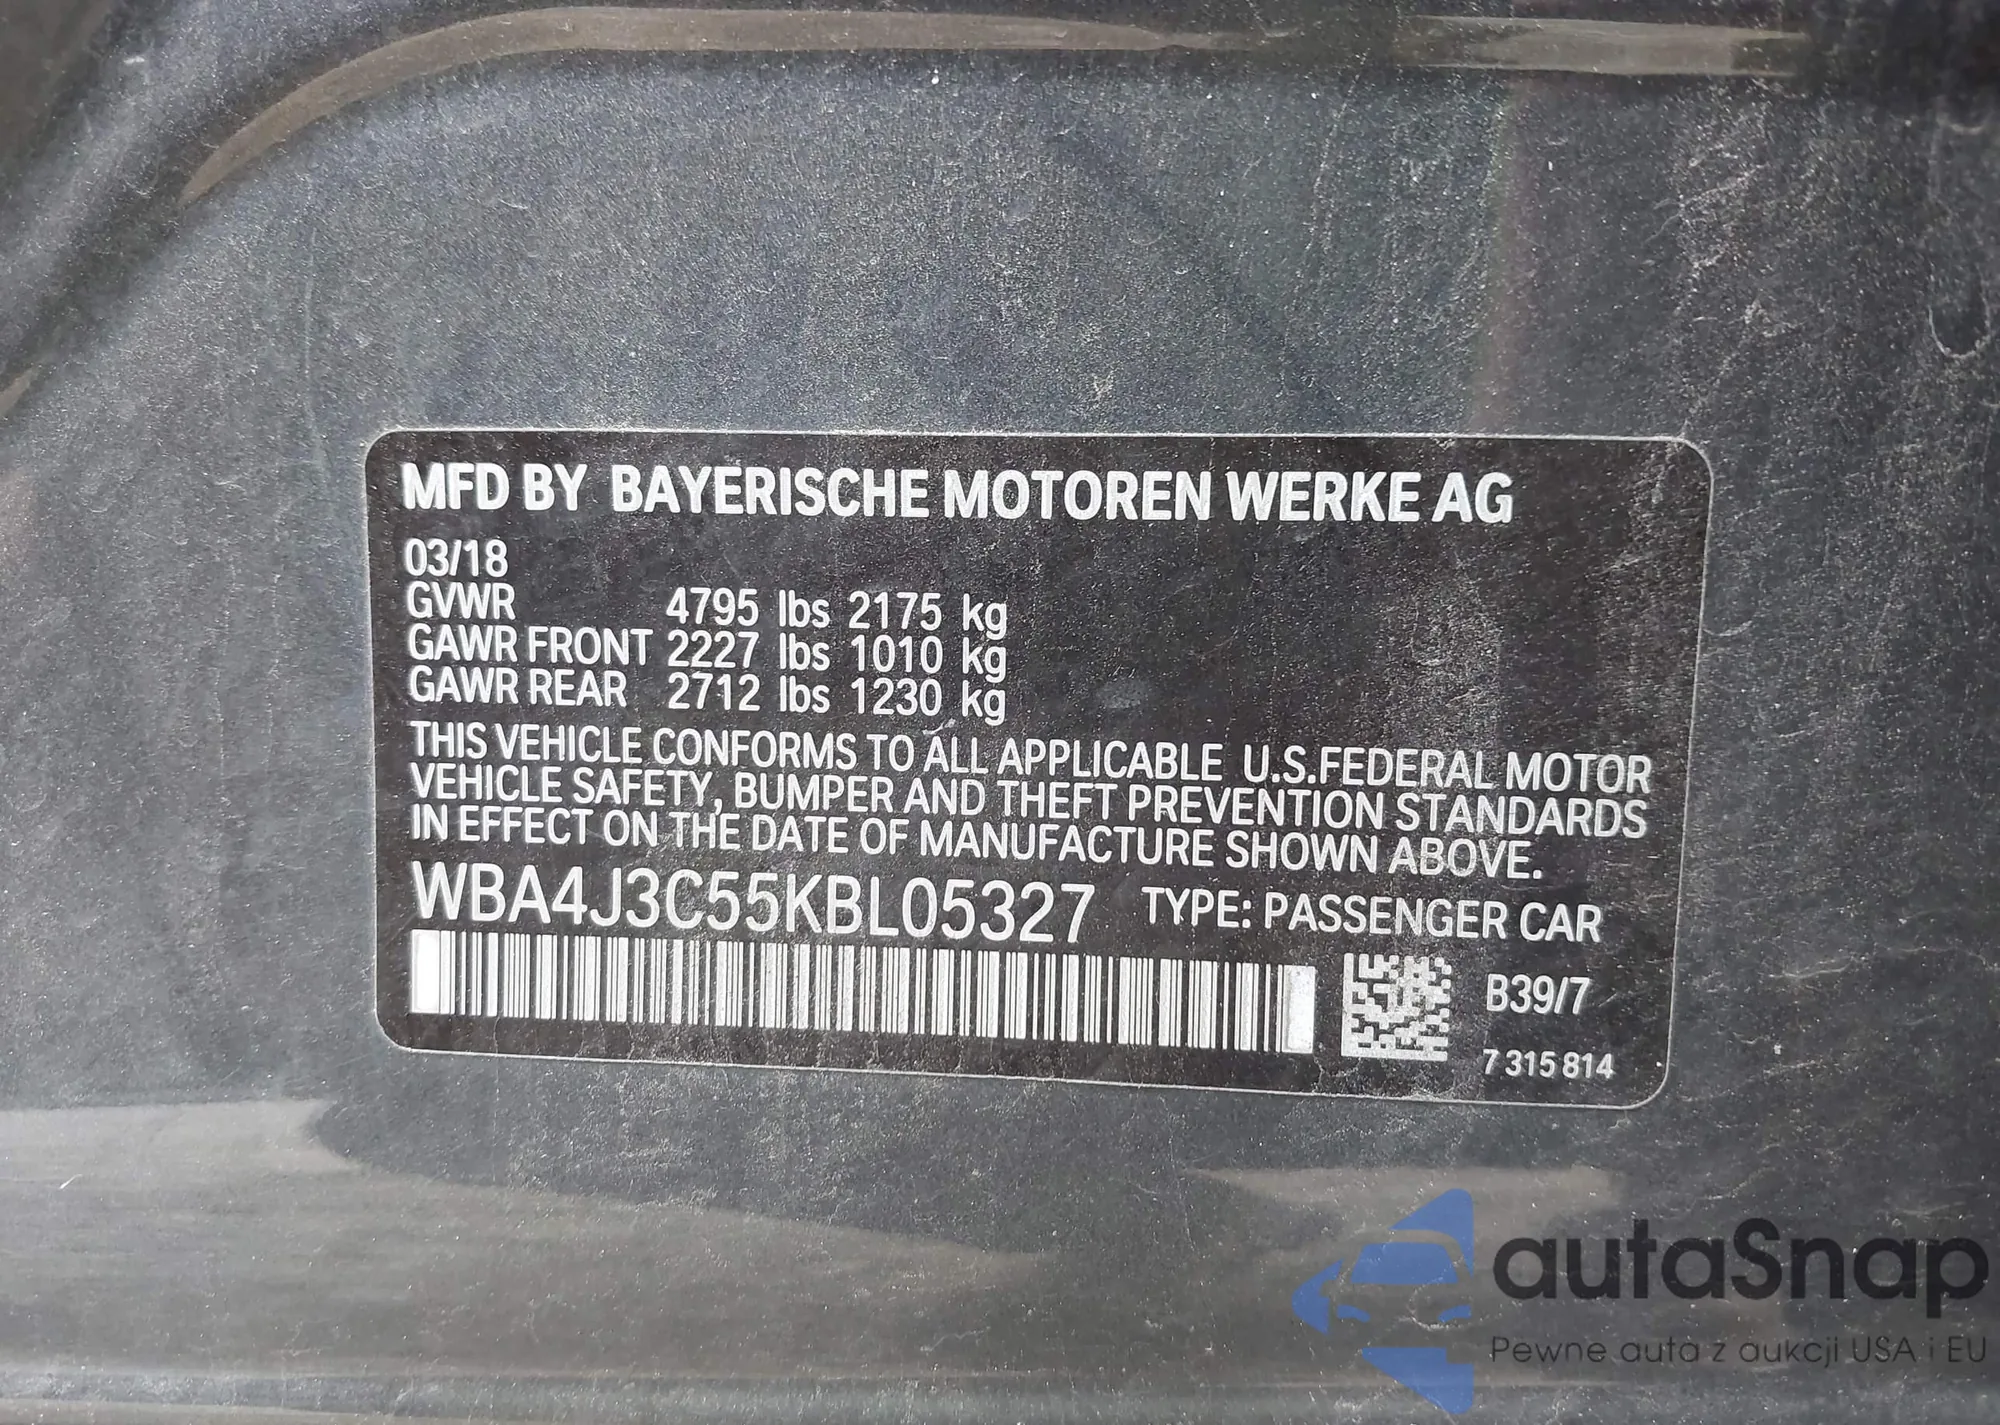 MFD BY BAYERISCHE MOTOREN WERKE AG
03/18
GVWR 4795 lbs 2175 kg
GAWR FRONT 2227 lbs 1010 kg
GAWR REAR 2712 lbs 1230 kg
THIS VEHICLE CONFORMS TO ALL APPLICABLE U.S.FEDERAL MOTOR
VEHICLE SAFETY, BUMPER AND THEFT PREVENTION STANDARDS
IN EFFECT ON THE DATE OF MANUFACTURE SHOWN ABOVE.
WBA4J3C55KBL05327 TYPE: PASSENGER CAR
B39/7
7 315 814
autaSnap
Pewne auta z aukcji USA i EU